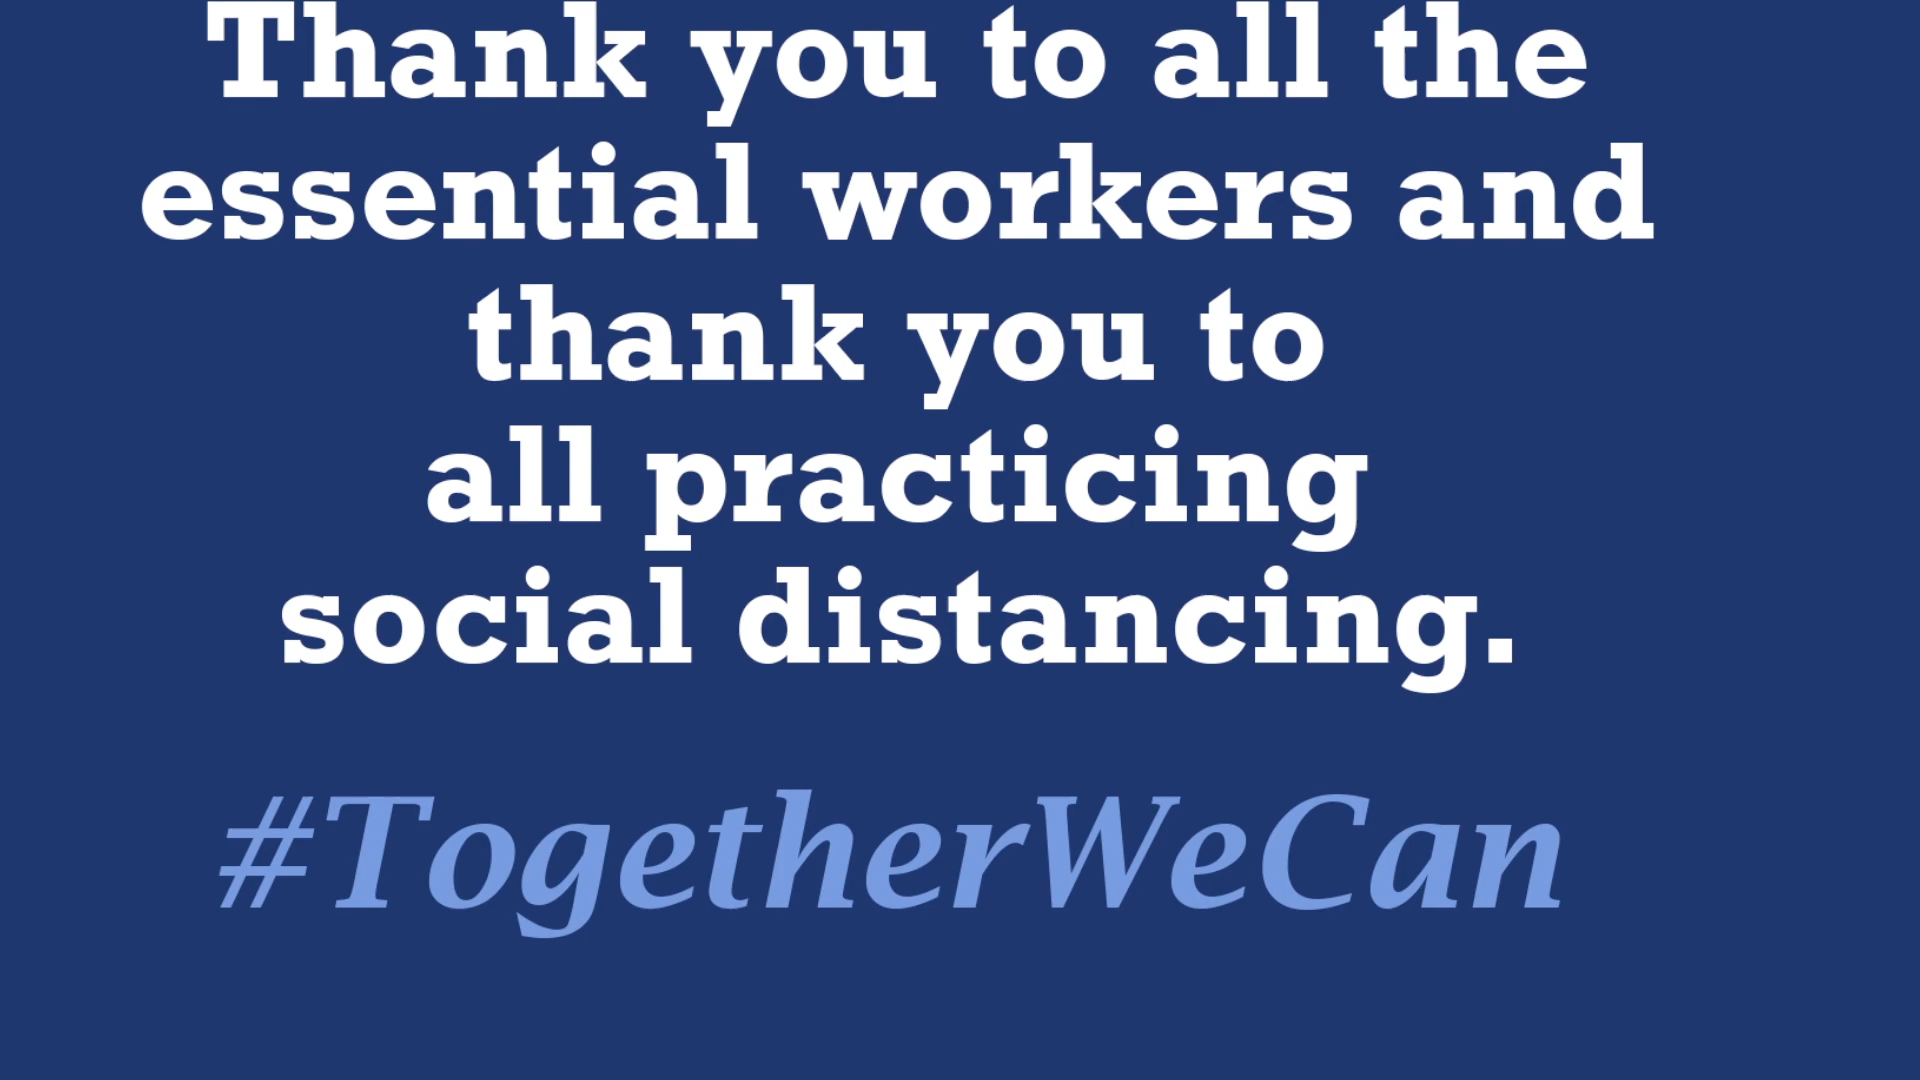 Thank you to all the
essential workers and
thank you to
all practicing
social distancing.
#TogetherWeCan